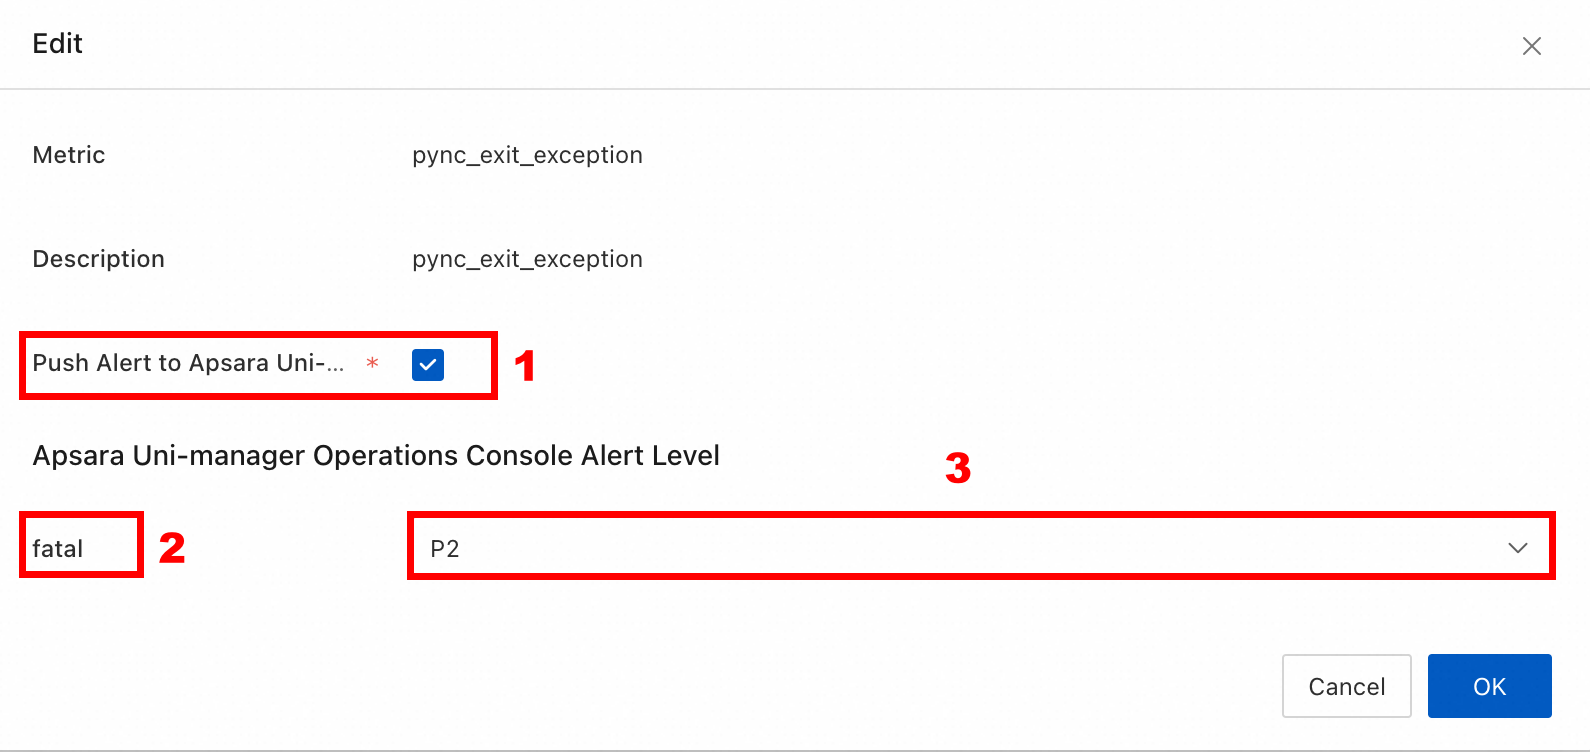 Edit
Metric pync_exit_exception
Description pync_exit_exception
Push Alert to Apsara Uni-... * 1
Apsara Uni-manager Operations Console Alert Level
3
fatal 2 P2
Cancel OK